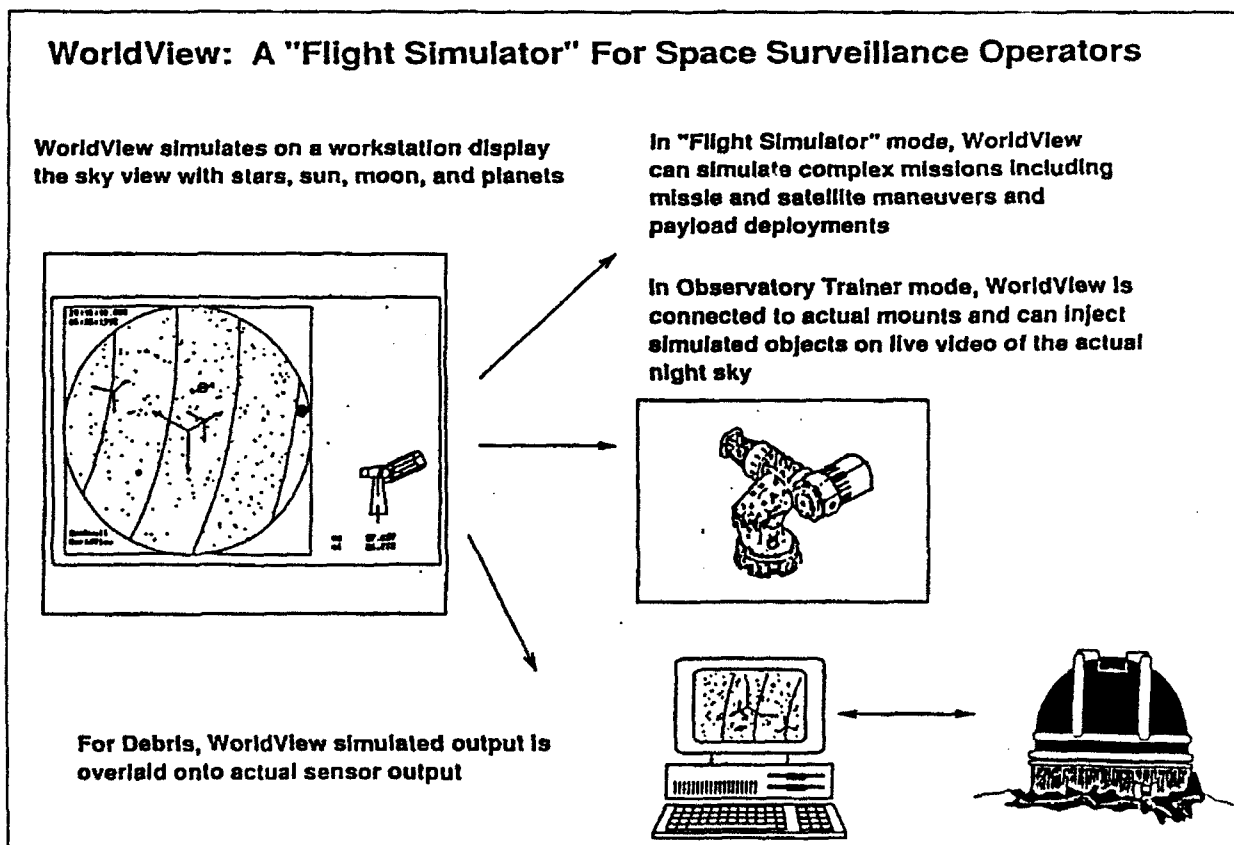 WorldView: A "Flight Simulator" For Space Surveillance Operators
WorldView simulates on a workstation display
the sky view with stars, sun, moon, and planets
In "Flight Simulator" mode, WorldView
can simulate complex missions including
missle and satellite maneuvers and
payload deployments
In Observatory Trainer mode, WorldView is
connected to actual mounts and can inject
simulated objects on live video of the actual
night sky
WorldView
For Debris, WorldView simulated output is
overlaid onto actual sensor output